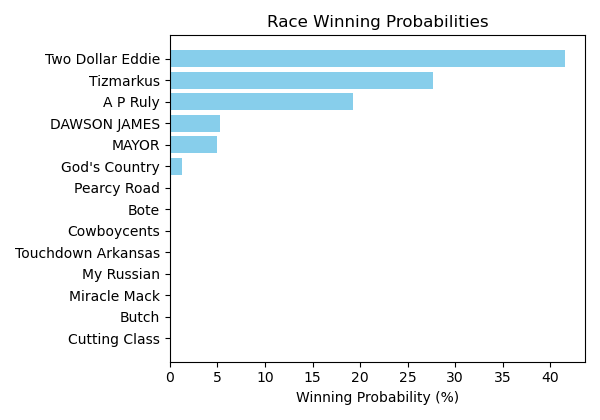 Race Winning Probabilities
Two Dollar Eddie
Tizmarkus
A P Ruly
DAWSON JAMES
MAYOR
God's Country
Pearcy Road
Bote
Cowboycents
Touchdown Arkansas
My Russian
Miracle Mack
Butch
Cutting Class
0 5 10 15 20 25 30 35 40
Winning Probability (%)